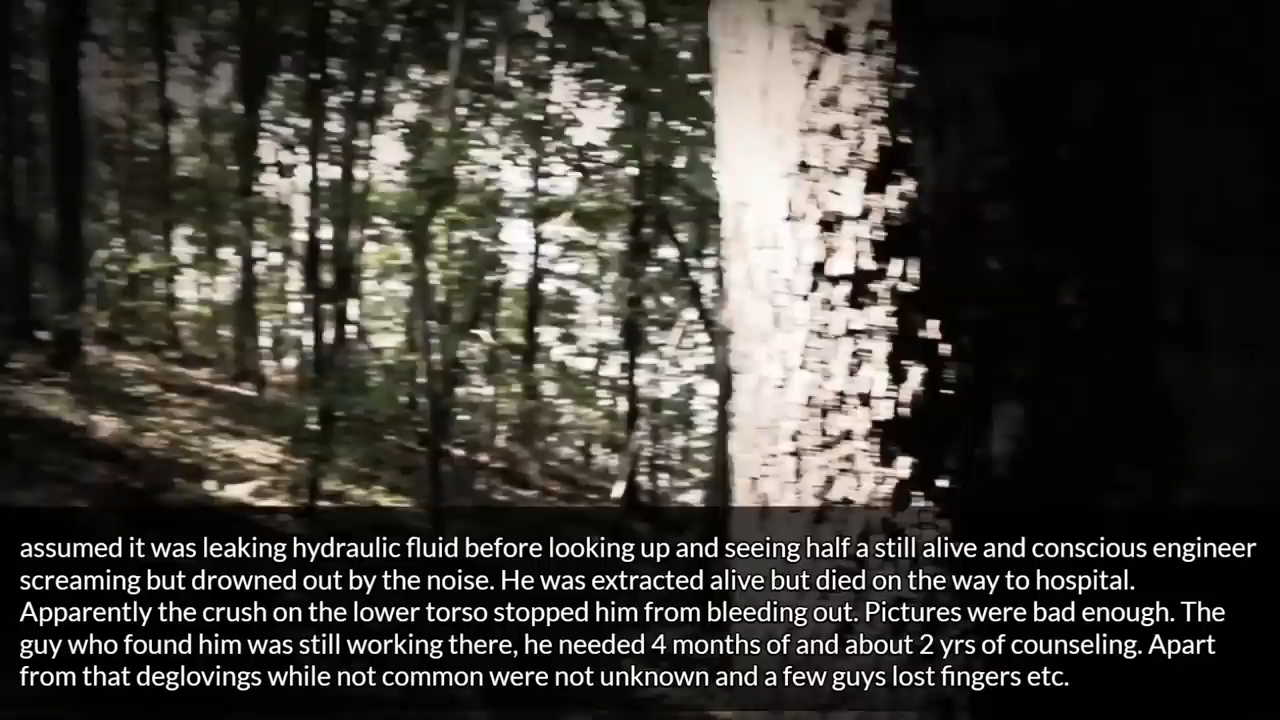 assumed it was leaking hydraulic fluid before looking up and seeing half a still alive and conscious engineer
screaming but drowned out by the noise. He was extracted alive but died on the way to hospital.
Apparently the crush on the lower torso stopped him from bleeding out. Pictures were bad enough. The
guy who found him was still working there, he needed 4 months of and about 2 yrs of counseling. Apart
from that deglovings while not common were not unknown and a few guys lost fingers etc.